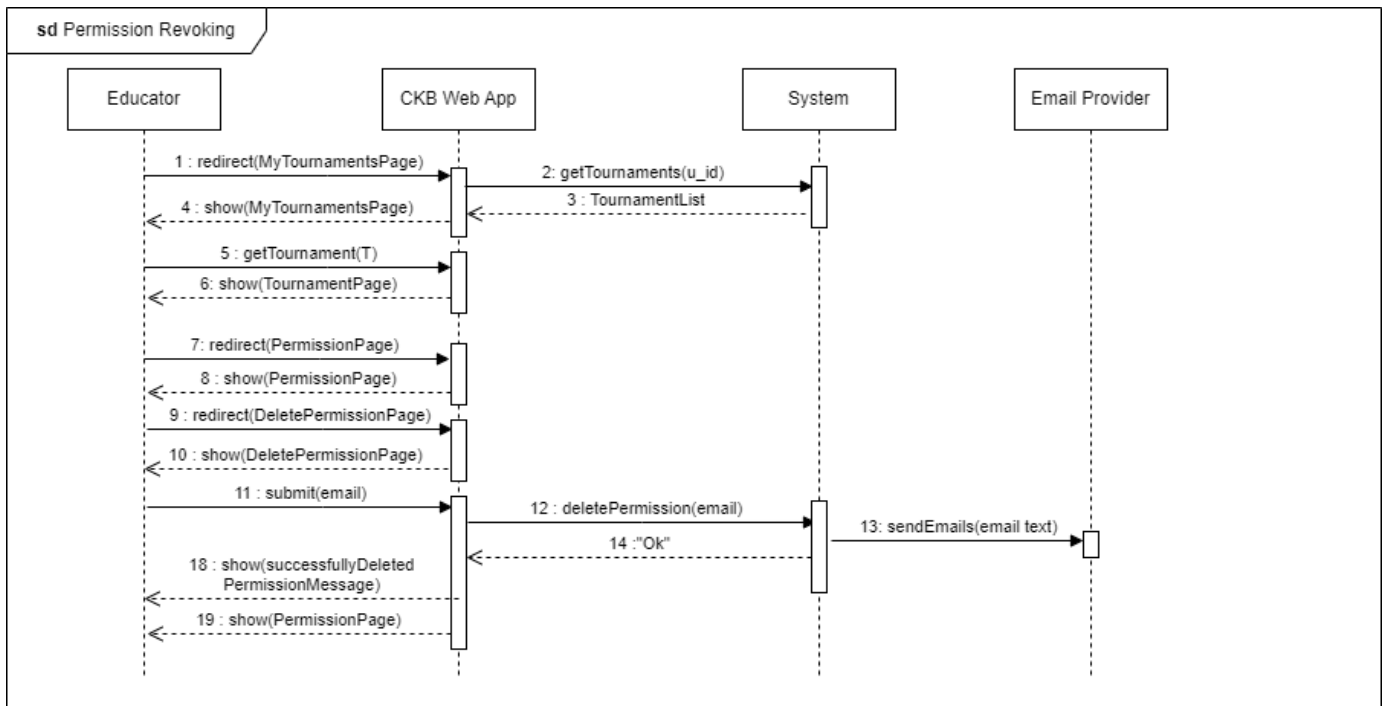 sd Permission Revoking
Educator
CKB Web App
System
Email Provider
1 : redirect(MyTournamentsPage)
2: getTournaments(u_id)
3 : TournamentList
4 : show(MyTournamentsPage)
5 : getTournament(T)
6: show(TournamentPage)
7: redirect(PermissionPage)
8 : show(PermissionPage)
9 : redirect(DeletePermissionPage)
10 : show(DeletePermissionPage)
11 : submit(email)
12 : deletePermission(email)
13: sendEmails(email text)
14 :"Ok"
18 : show(successfullyDeleted
PermissionMessage)
19 : show(PermissionPage)